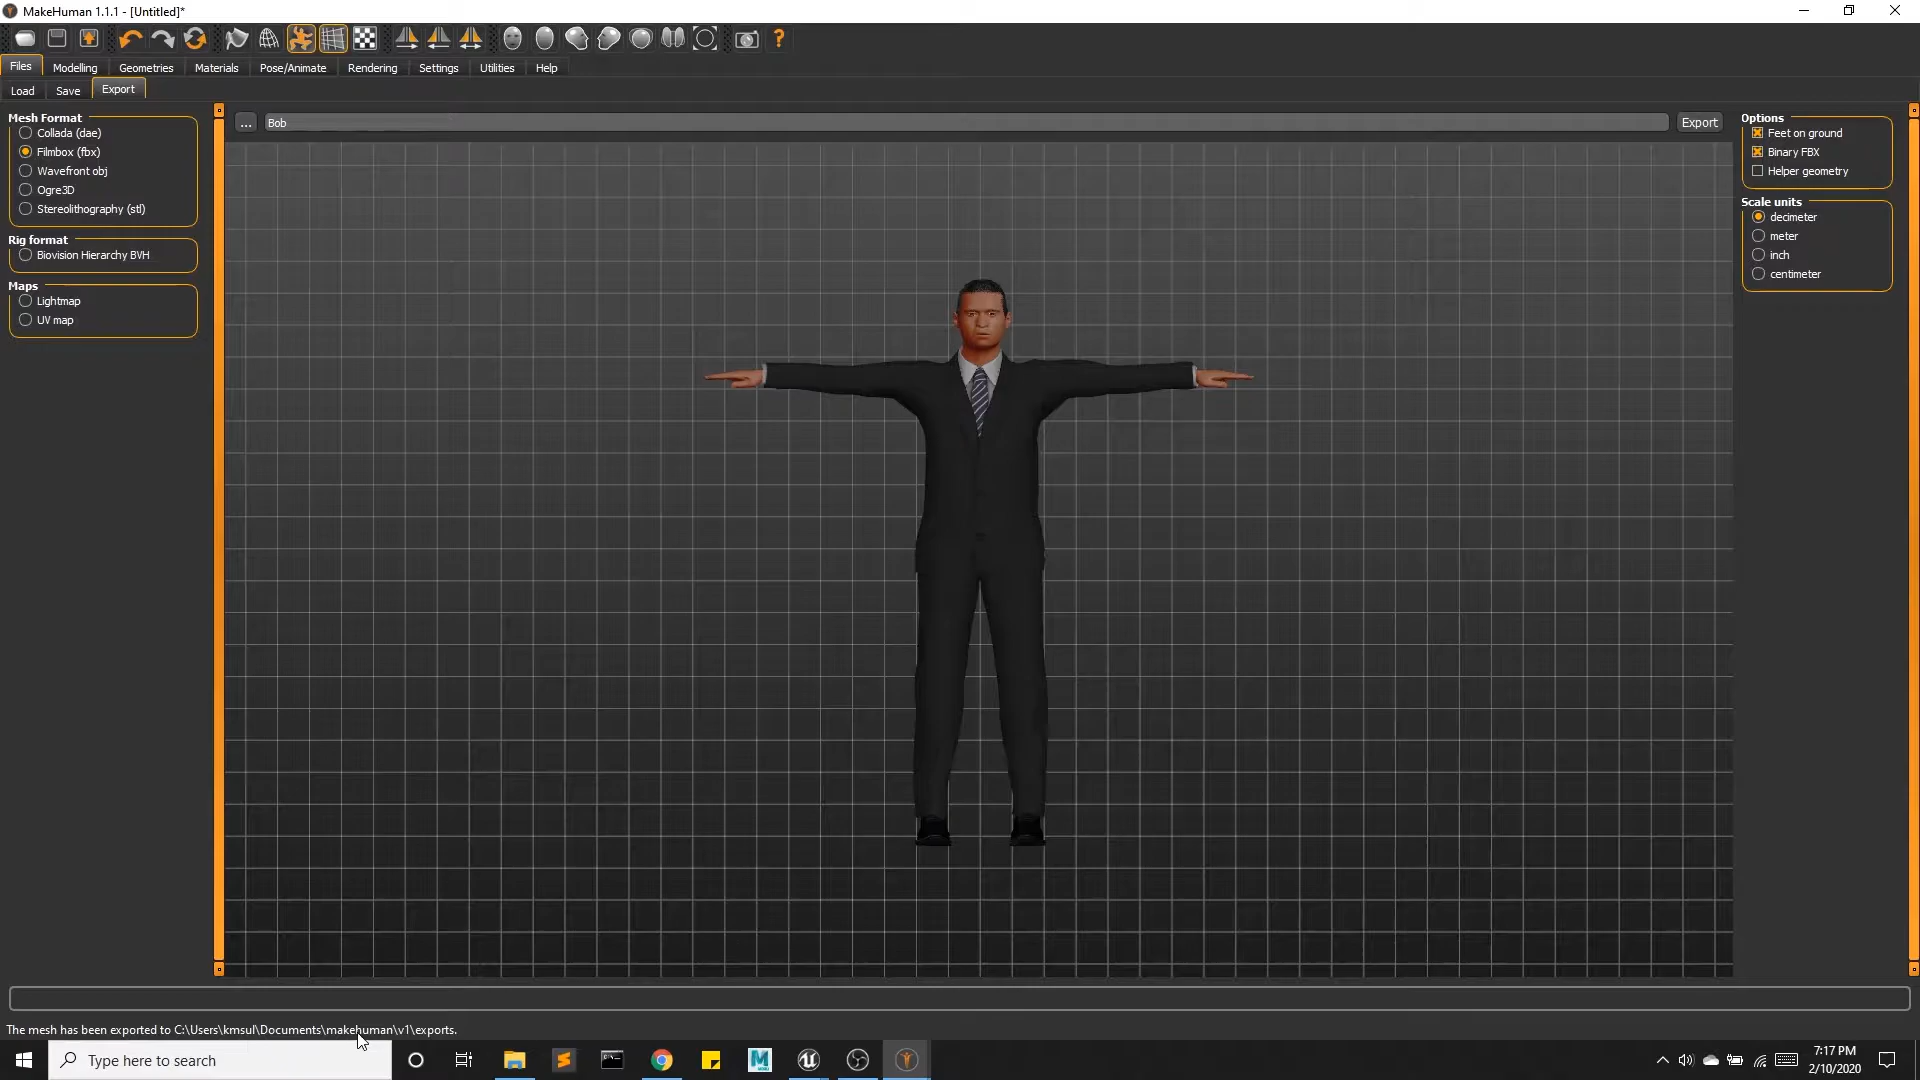 MakeHuman 1.1.1 - [Untitled]*
Files Modelling Geometries Materials Pose/Animate Rendering Settings Utilities Help
Load Save Export
Mesh Format
Collada (dae)
Filmbox (fbx)
Wavefront obj
Ogre3D
Stereolithography (stl)
Rig format
Biovision Hierarchy BVH
Maps
Lightmap
UV map
... Bob Export
Options
Feet on ground
Binary FBX
Helper geometry
Scale units
decimeter
meter
inch
centimeter
The mesh has been exported to C:\Users\kmsul\Documents\makehuman\v1\exports.
Type here to search
7:17 PM
2/10/2020